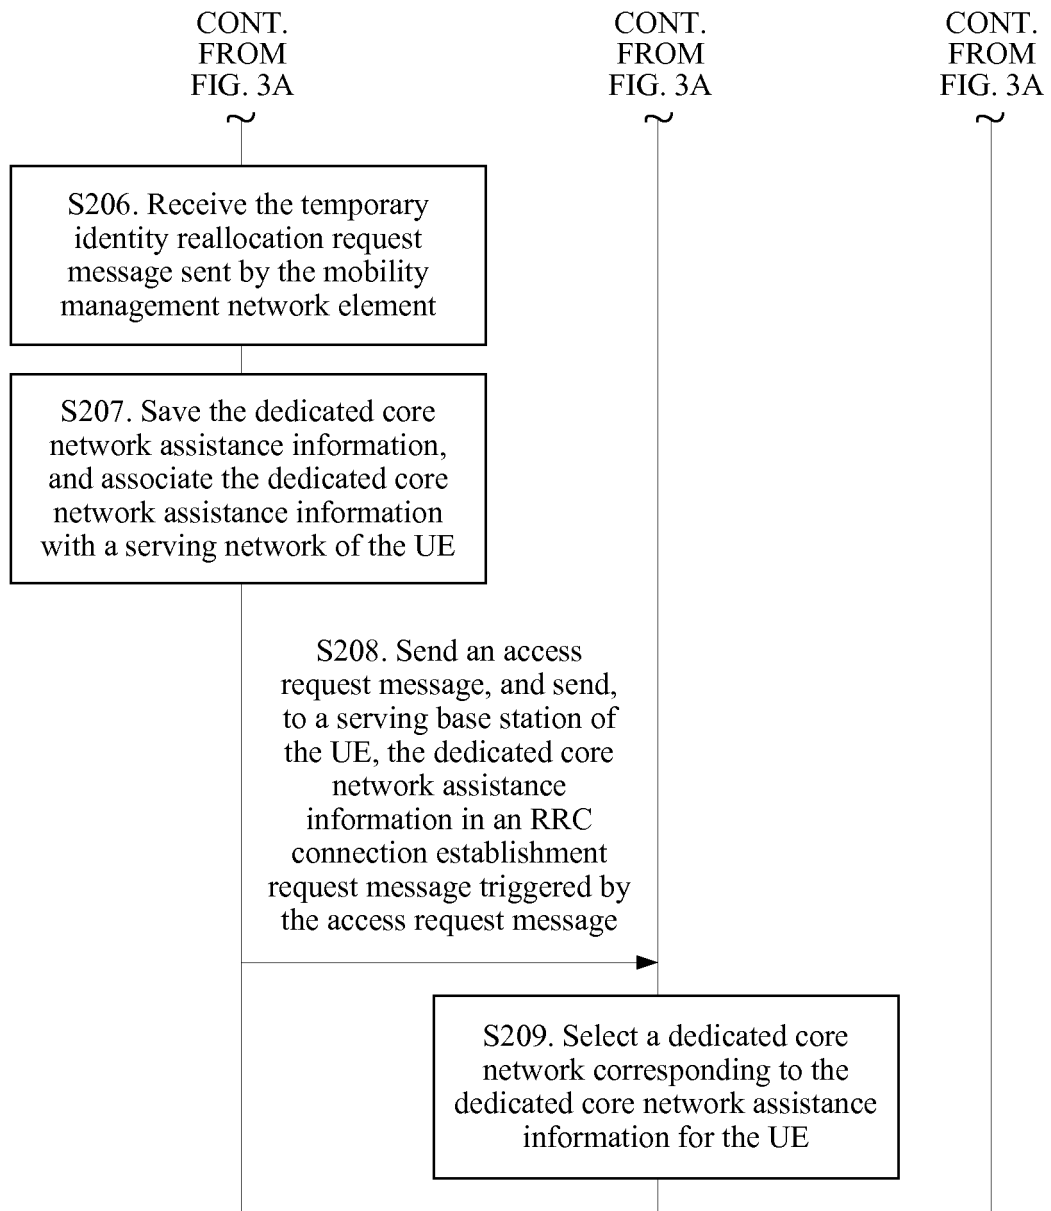 CONT.
FROM
FIG. 3A
CONT.
FROM
FIG. 3A
CONT.
FROM
FIG. 3A
S206. Receive the temporary
identity reallocation request
message sent by the mobility
management network element
S207. Save the dedicated core
network assistance information,
and associate the dedicated core
network assistance information
with a serving network of the UE
S208. Send an access
request message, and send,
to a serving base station of
the UE, the dedicated core
network assistance
information in an RRC
connection establishment
request message triggered by
the access request message
S209. Select a dedicated core
network corresponding to the
dedicated core network assistance
information for the UE